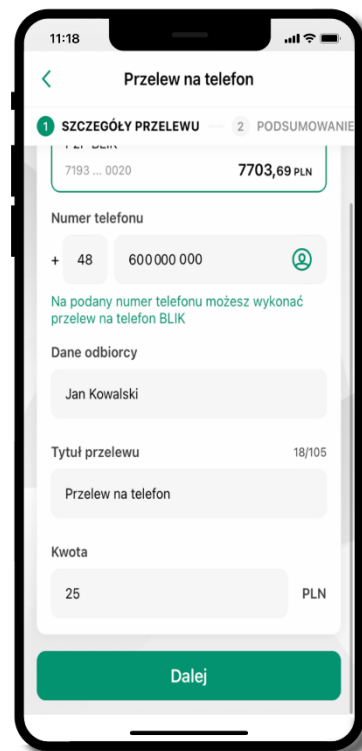 11:18
Przelew na telefon
1 SZCZEGÓŁY PRZELEWU 2 PODSUMOWANIE
7193 ... 0020 7703,69 PLN
Numer telefonu
+ 48 600 000 000
Na podany numer telefonu możesz wykonać
przelew na telefon BLIK
Dane odbiorcy
Jan Kowalski
Tytuł przelewu 18/105
Przelew na telefon
Kwota
25 PLN
Dalej